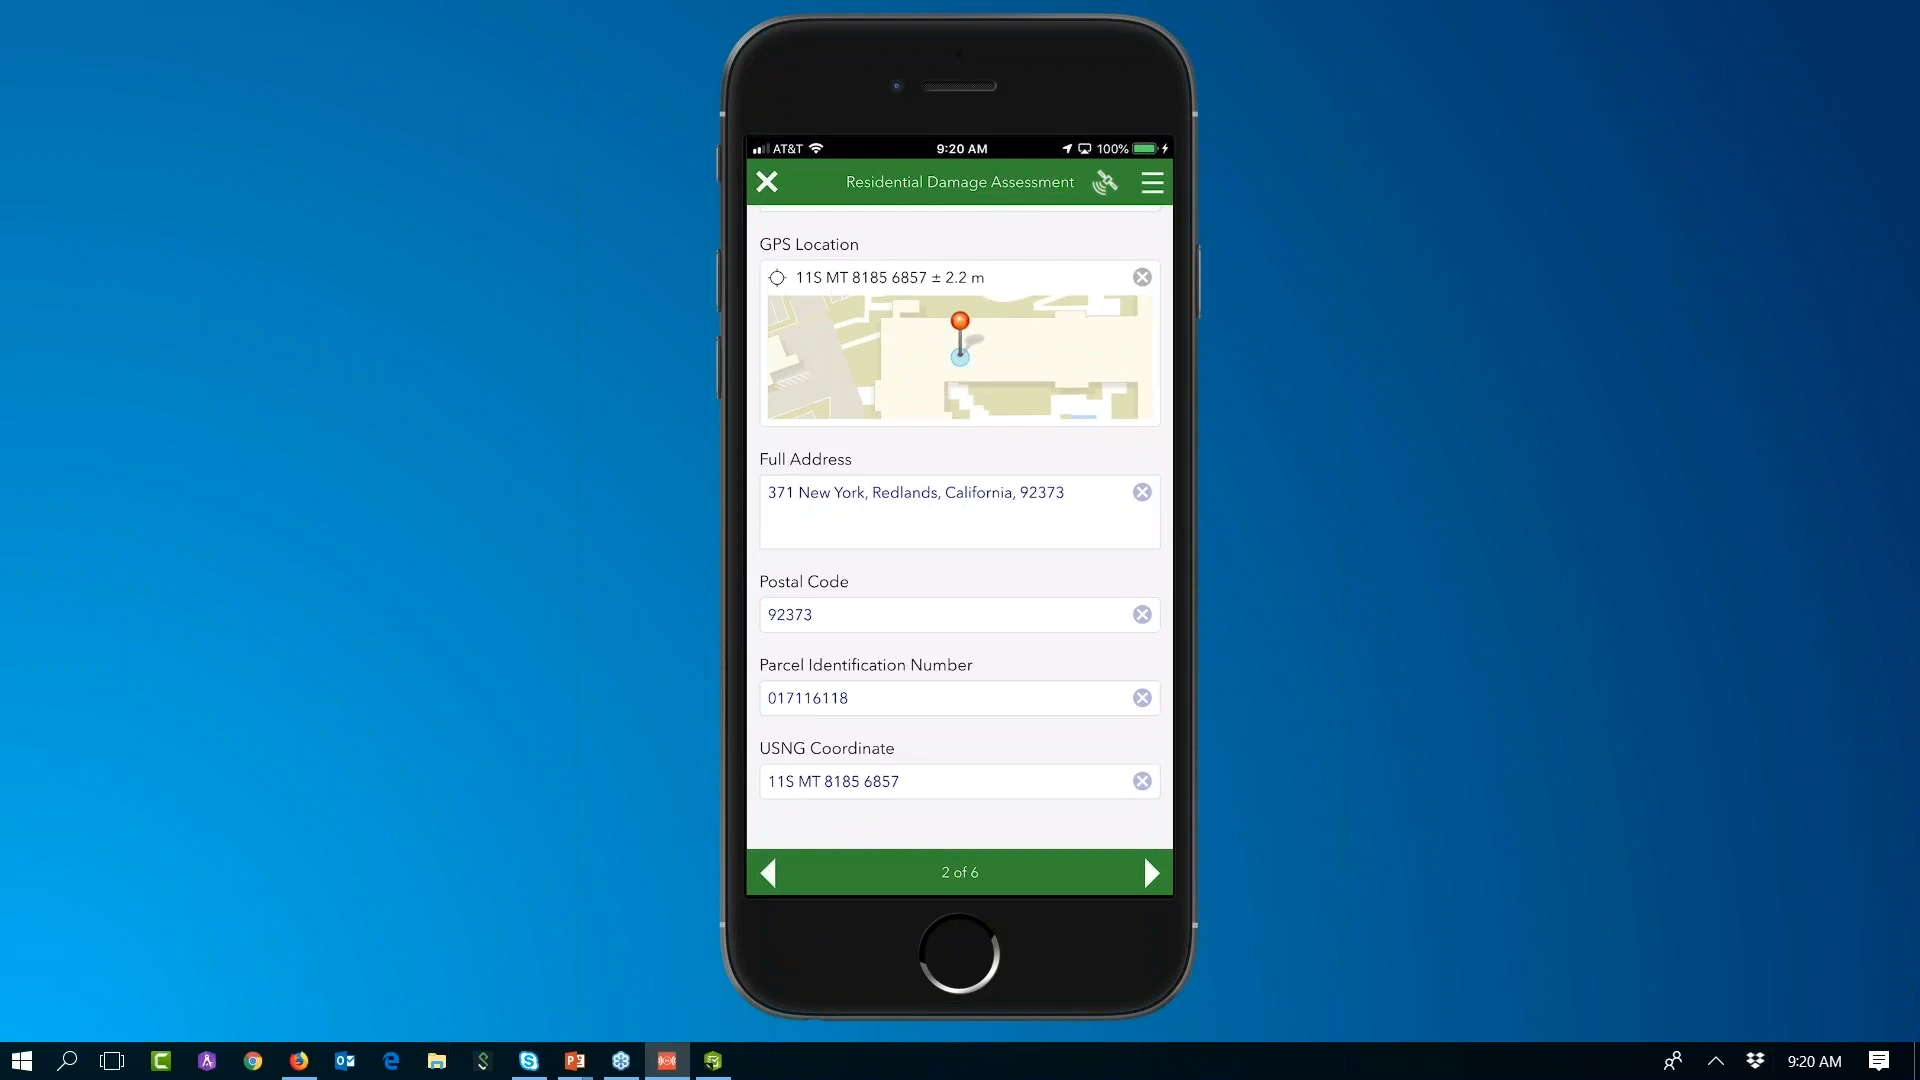 AT&T
9:20 AM
100%
Residential Damage Assessment
GPS Location
11S MT 8185 6857 ± 2.2 m
Full Address
371 New York, Redlands, California, 92373
Postal Code
92373
Parcel Identification Number
017116118
USNG Coordinate
11S MT 8185 6857
2 of 6
9:20 AM